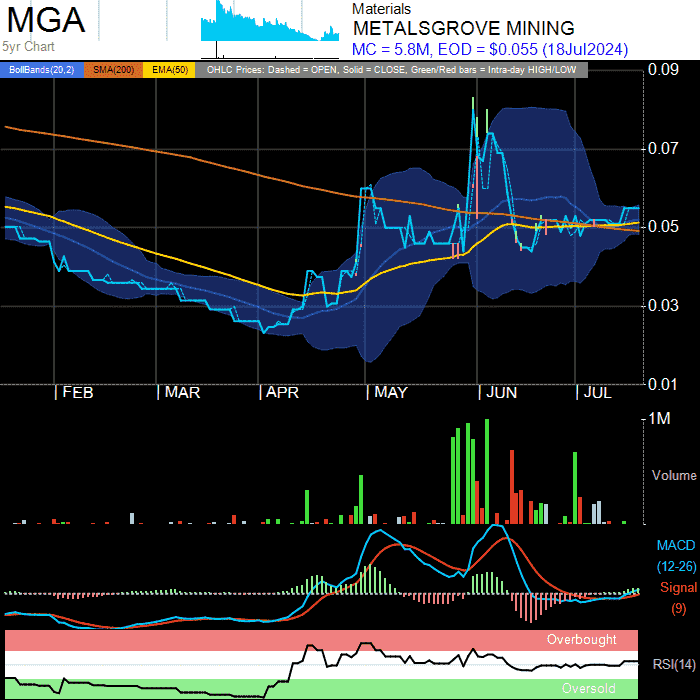 MGA
5yr Chart
Materials
METALSGROVE MINING
MC = 5.8M, EOD = $0.055 (18Jul2024)
BollBands(20,2) SMA(200) EMA(50) OHLC Prices: Dashed = OPEN, Solid = CLOSE, Green/Red bars = Intra-day HIGH/LOW
0.09
0.07
0.05
0.03
0.01
| FEB | MAR | APR | MAY | JUN | JUL
1M
Volume
MACD
(12-26)
Signal
(9)
Overbought
RSI(14)
Oversold